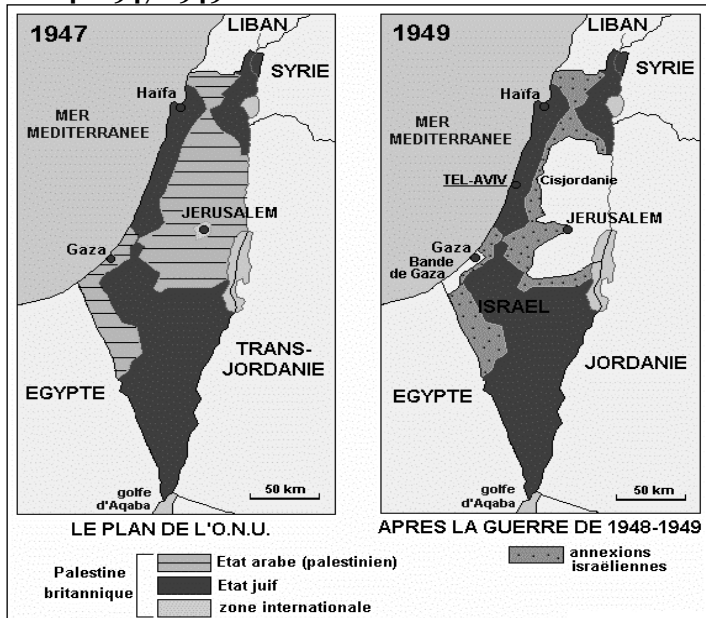 1947
LIBAN
SYRIE
Haïfa
MER
MEDITERRANEE
JERUSALEM
Gaza
TRANS-
JORDANIE
EGYPTE
golfe
d'Aqaba
50 km
LE PLAN DE L'O.N.U.
1949
LIBAN
SYRIE
Haïfa
MER
MEDITERRANEE
TEL-AVIV
Cisjordanie
JERUSALEM
Gaza
Bande
de Gaza
ISRAEL
JORDANIE
EGYPTE
golfe
d'Aqaba
50 km
APRES LA GUERRE DE 1948-1949
Palestine
britannique
Etat arabe (palestinien)
Etat juif
zone internationale
annexions
israéliennes